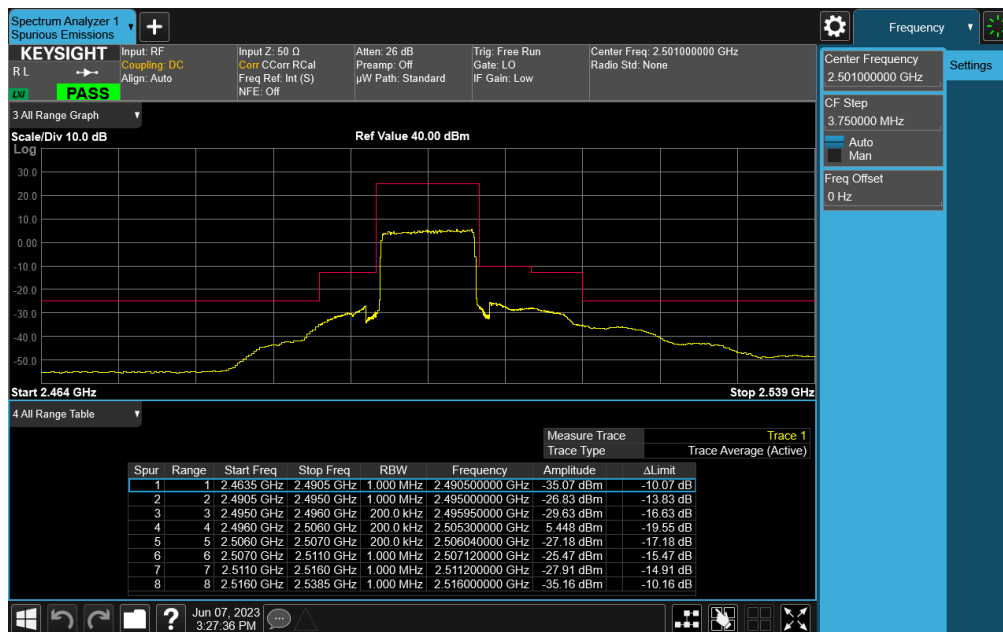 Spectrum Analyzer 1
Spurious Emissions
Frequency
KEYSIGHT
R L
LXI
PASS
Input: RF
Coupling: DC
Align: Auto
Input Z: 50 Ω
Corr CCorr RCal
Freq Ref: Int (S)
NFE: Off
Atten: 26 dB
Preamp: Off
µW Path: Standard
Trig: Free Run
Gate: LO
IF Gain: Low
Center Freq: 2.501000000 GHz
Radio Std: None
Center Frequency
2.501000000 GHz
Settings
CF Step
3.750000 MHz
Auto
Man
Freq Offset
0 Hz
3 All Range Graph
Scale/Div 10.0 dB
Ref Value 40.00 dBm
Log
30.0
20.0
10.0
0.00
-10.0
-20.0
-30.0
-40.0
-50.0
Start 2.464 GHz
Stop 2.539 GHz
4 All Range Table
Measure Trace Trace 1
Trace Type Trace Average (Active)
Spur Range Start Freq Stop Freq RBW Frequency Amplitude ΔLimit
1 1 2.4635 GHz 2.4905 GHz 1.000 MHz 2.490500000 GHz -35.07 dBm -10.07 dB
2 2 2.4905 GHz 2.4950 GHz 1.000 MHz 2.495000000 GHz -26.83 dBm -13.83 dB
3 3 2.4950 GHz 2.4960 GHz 200.0 kHz 2.495950000 GHz -29.63 dBm -16.63 dB
4 4 2.4960 GHz 2.5060 GHz 200.0 kHz 2.505300000 GHz 5.448 dBm -19.55 dB
5 5 2.5060 GHz 2.5070 GHz 200.0 kHz 2.506040000 GHz -27.18 dBm -17.18 dB
6 6 2.5070 GHz 2.5110 GHz 1.000 MHz 2.507120000 GHz -25.47 dBm -15.47 dB
7 7 2.5110 GHz 2.5160 GHz 1.000 MHz 2.511200000 GHz -27.91 dBm -14.91 dB
8 8 2.5160 GHz 2.5385 GHz 1.000 MHz 2.516000000 GHz -35.16 dBm -10.16 dB
?
Jun 07, 2023
3:27:36 PM